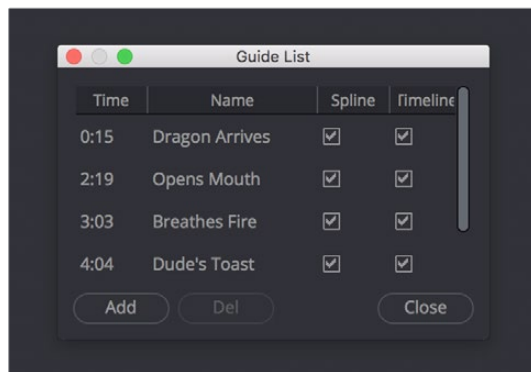 Guide List
Time Name Spline Timeline
0:15 Dragon Arrives
2:19 Opens Mouth
3:03 Breathes Fire
4:04 Dude's Toast
Add Del Close